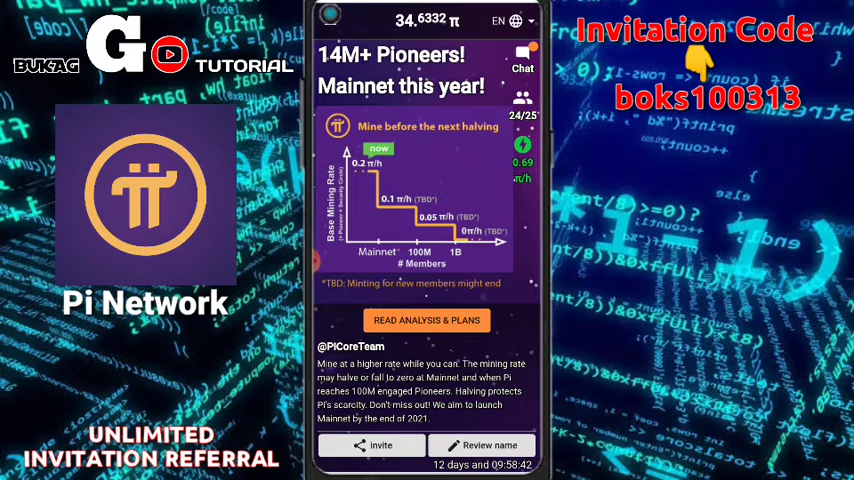 BUKAG GO TUTORIAL
π
Pi Network
UNLIMITED
INVITATION REFERRAL
34.6332 π
EN
14M+ Pioneers!
Mainnet this year!
Chat
24/25
0.69
π/h
π Mine before the next halving
now
0.2 π/h
0.1 π/h (TBD*)
0.05 π/h (TBD*)
0π/h (TBD*)
Base Mining Rate
(= Pioneer + Security Circle)
Mainnet* 100M 1B
# Members
*TBD: Minting for new members might end
READ ANALYSIS & PLANS
@PiCoreTeam
Mine at a higher rate while you can. The mining rate
may halve or fall to zero at Mainnet and when Pi
reaches 100M engaged Pioneers. Halving protects
Pi's scarcity. Don't miss out! We aim to launch
Mainnet by the end of 2021.
Invite
Review name
12 days and 09:58:42
Invitation Code
boks100313